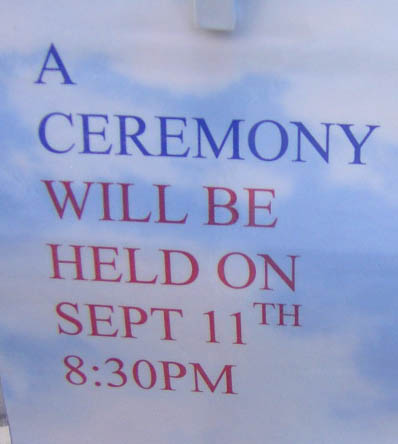 A
CEREMONY
WILL BE
HELD ON
SEPT 11TH
8:30PM